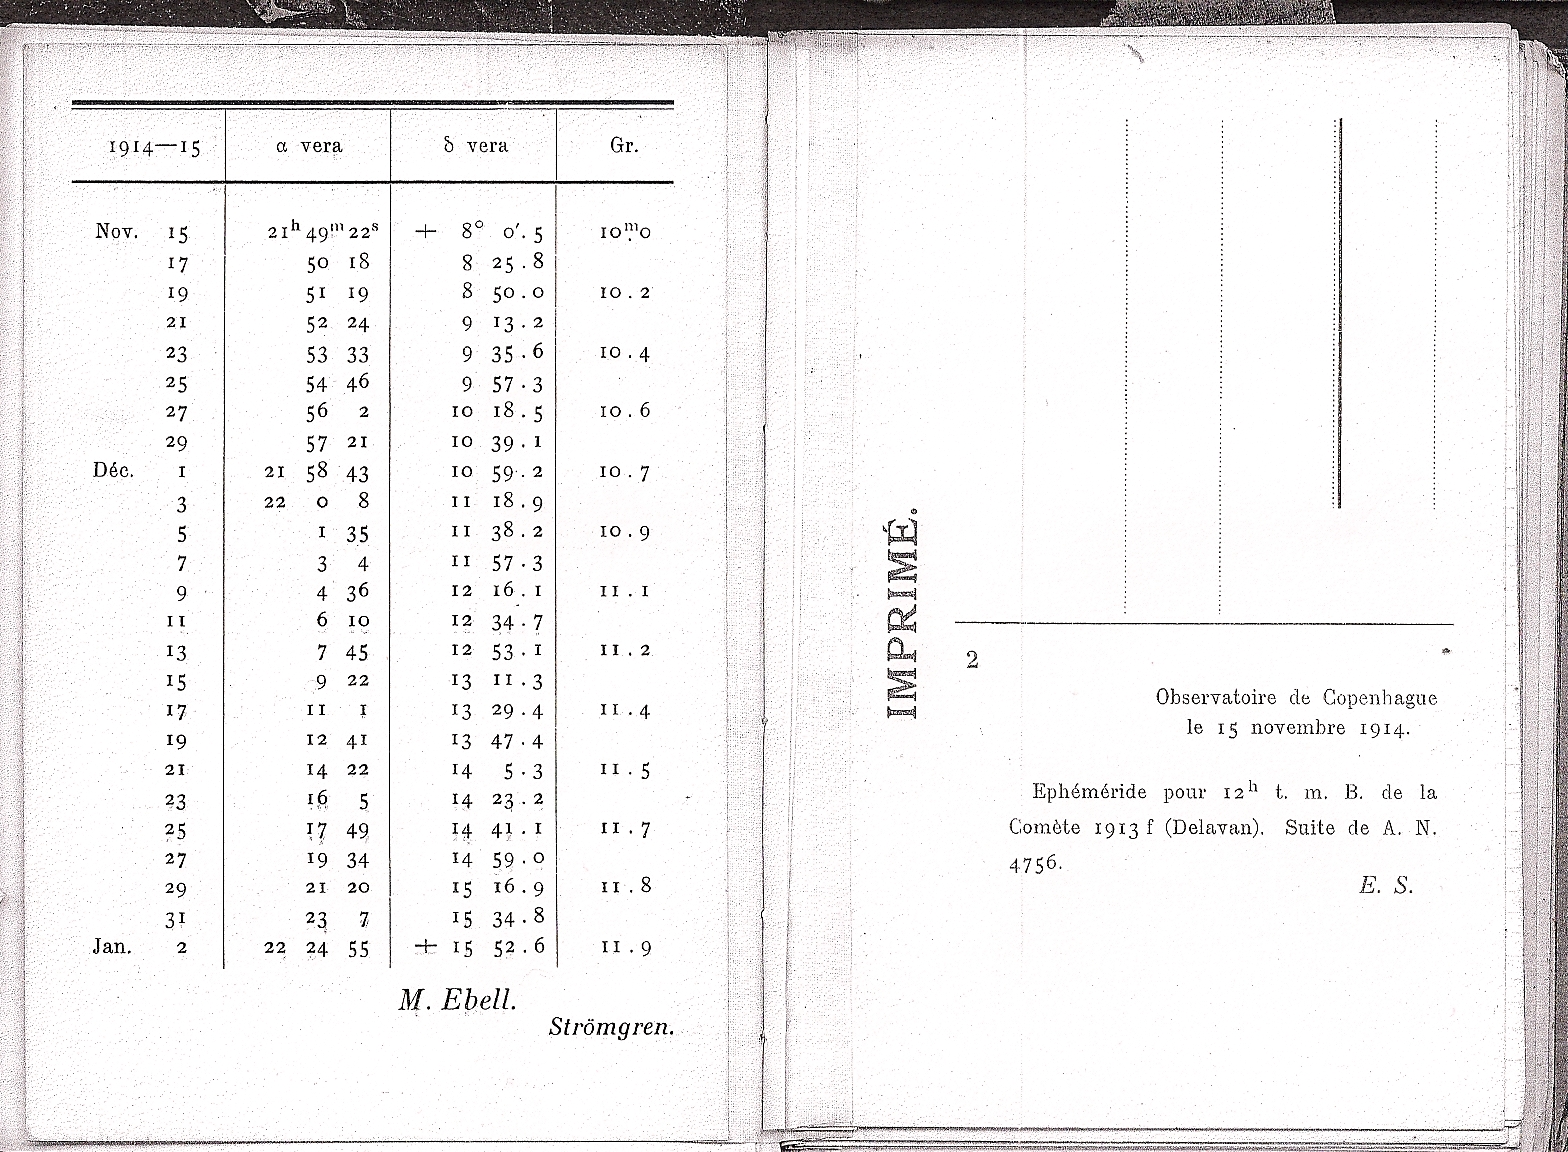 1914—15 α vera δ vera Gr.
Nov. 15 21ʰ 49ᵐ 22ˢ + 8° 0′.5 10ᵐ.0
17 50 18 8 25.8
19 51 19 8 50.0 10.2
21 52 24 9 13.2
23 53 33 9 35.6 10.4
25 54 46 9 57.3
27 56 2 10 18.5 10.6
29 57 21 10 39.1
Déc. 1 21 58 43 10 59.2 10.7
3 22 0 8 11 18.9
5 1 35 11 38.2 10.9
7 3 4 11 57.3
9 4 36 12 16.1 11.1
11 6 10 12 34.7
13 7 45 12 53.1 11.2
15 9 22 13 11.3
17 11 1 13 29.4 11.4
19 12 41 13 47.4
21 14 22 14 5.3 11.5
23 16 5 14 23.2
25 17 49 14 41.1 11.7
27 19 34 14 59.0
29 21 20 15 16.9 11.8
31 23 7 15 34.8
Jan. 2 22 24 55 + 15 52.6 11.9
M. Ebell.
Strömgren.
IMPRIMÉ.
2
Observatoire de Copenhague
le 15 novembre 1914.
Ephéméride pour 12ʰ t. m. B. de la
Comète 1913 f (Delavan). Suite de A. N.
4756.
E. S.